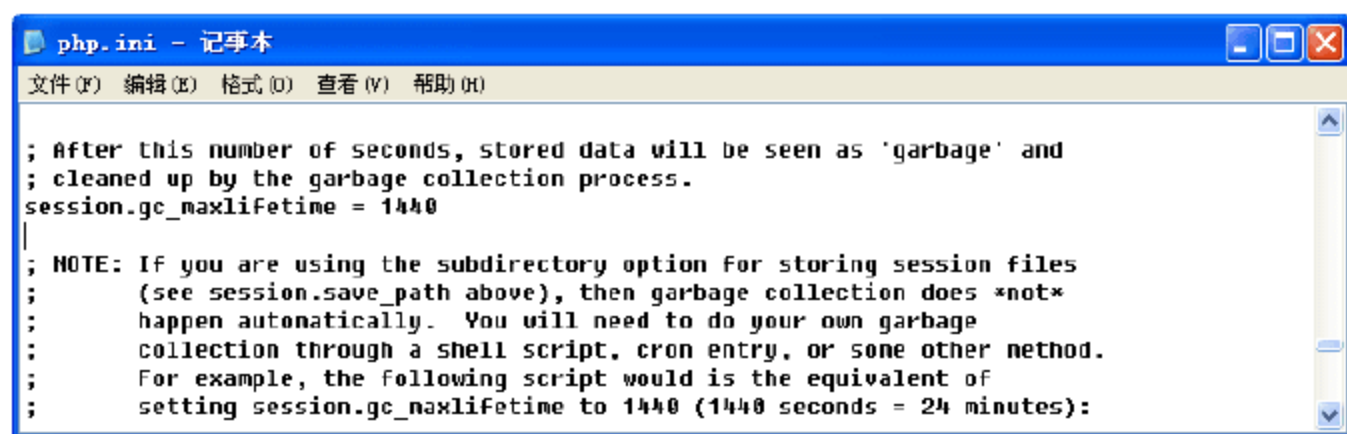 php.ini - 记事本
文件(F) 编辑(E) 格式(O) 查看(V) 帮助(H)
; After this number of seconds, stored data will be seen as 'garbage' and
; cleaned up by the garbage collection process.
session.gc_maxlifetime = 1440
; NOTE: If you are using the subdirectory option for storing session files
;       (see session.save_path above), then garbage collection does *not*
;       happen automatically.  You will need to do your own garbage
;       collection through a shell script, cron entry, or some other method.
;       For example, the following script would is the equivalent of
;       setting session.gc_maxlifetime to 1440 (1440 seconds = 24 minutes):